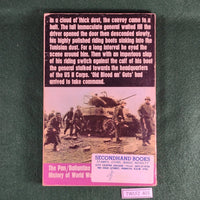 In a cloud of thick dust, the convoy came to a
halt. The tall immaculate general waited till the
driver opened the door then descended slowly,
his highly polished riding boots sinking into the
Tunisian dust. For a long interval he eyed the
scene around him. Then with an imperious slap
of his riding switch against the calf of his boot
the general stalked towards the headquarters
of the US II Corps. 'Old Blood an' Guts' had
arrived to take command.
The Pan/Ballantine
History of World War
SECONDHAND BOOKS